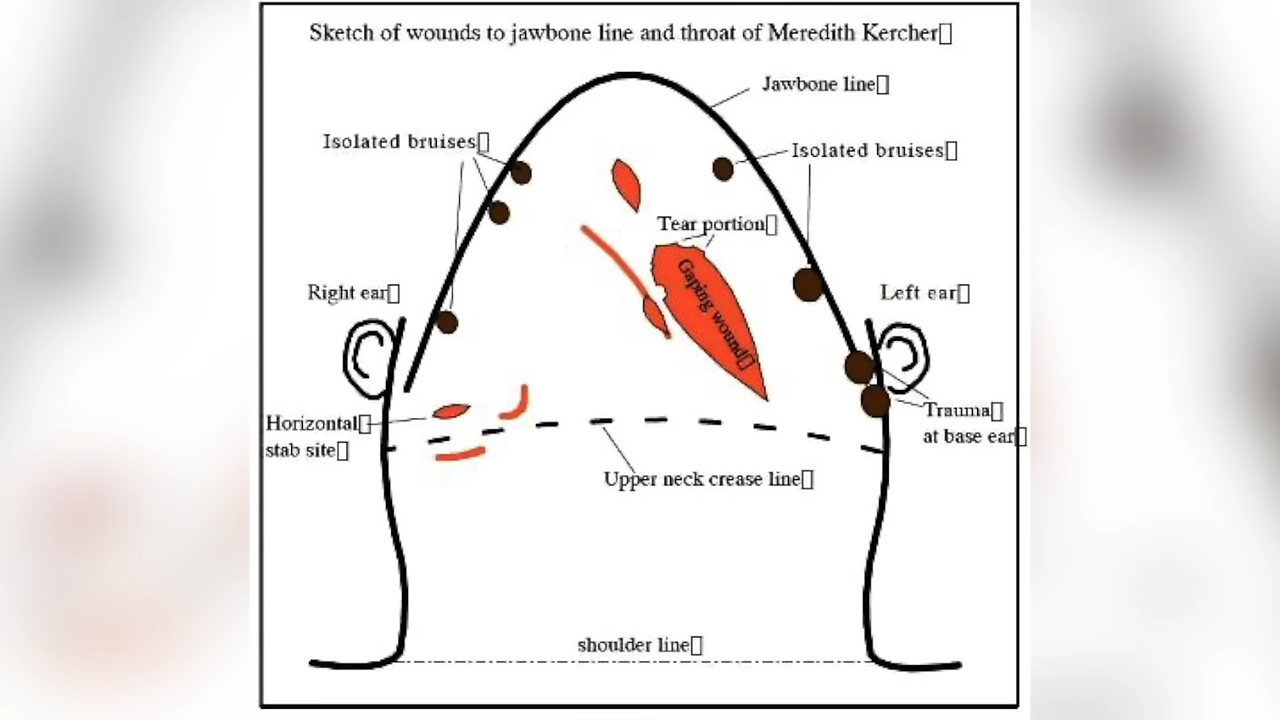 Sketch of wounds to jawbone line and throat of Meredith Kercher▯
Jawbone line▯
Isolated bruises▯
Isolated bruises▯
Tear portion▯
Gaping wound▯
Right ear▯
Left ear▯
Horizontal▯
stab site▯
Trauma▯
at base ear▯
Upper neck crease line▯
shoulder line▯